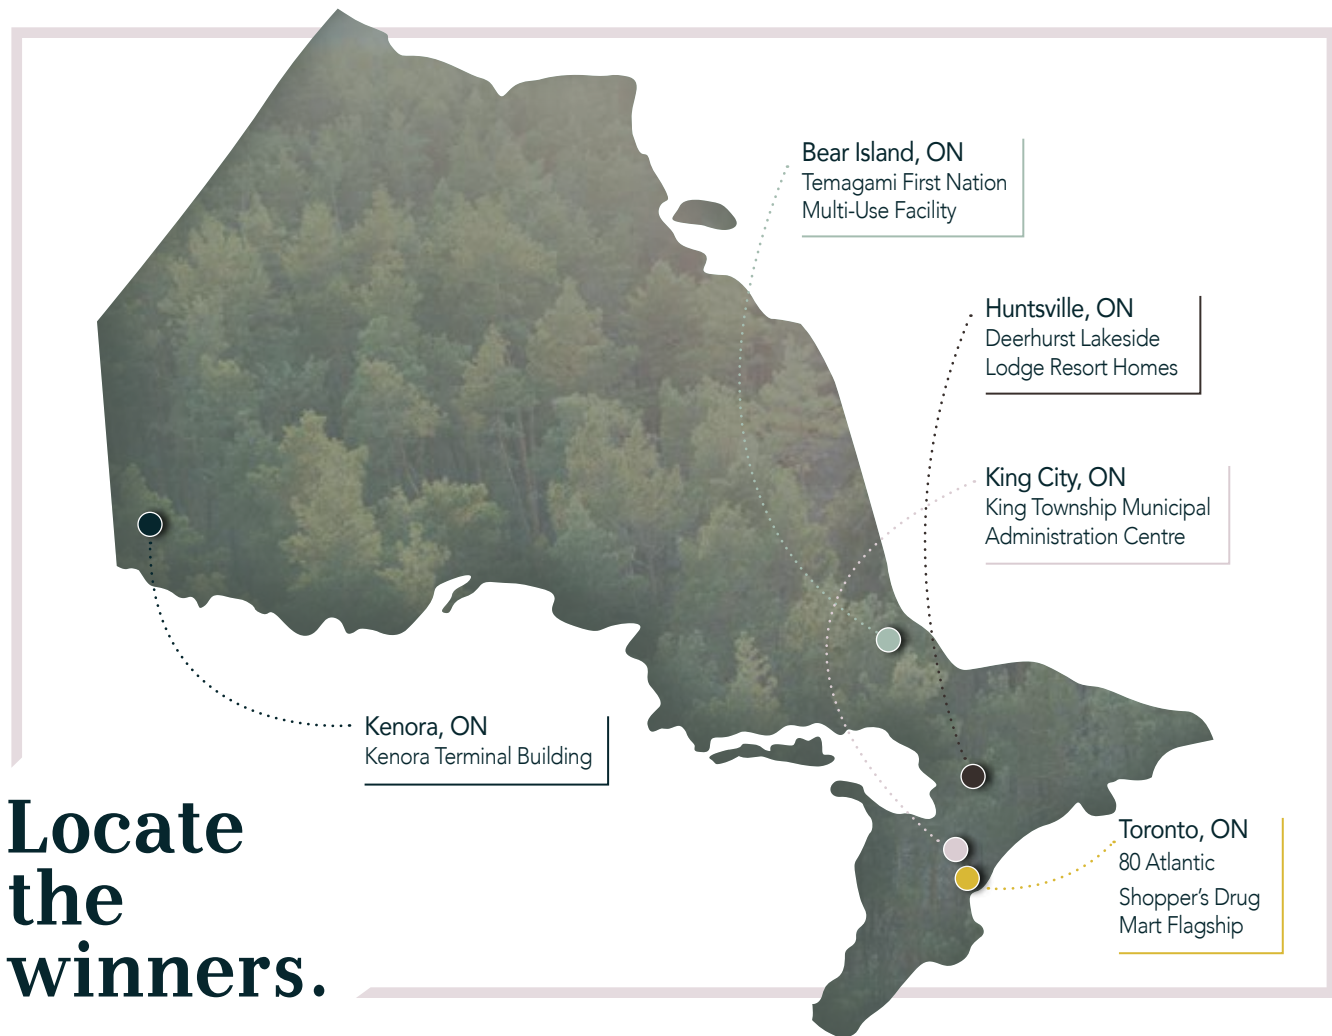 Bear Island, ON
Temagami First Nation
Multi-Use Facility
Huntsville, ON
Deerhurst Lakeside
Lodge Resort Homes
King City, ON
King Township Municipal
Administration Centre
Kenora, ON
Kenora Terminal Building
Toronto, ON
80 Atlantic
Shopper's Drug
Mart Flagship
Locate
the
winners.